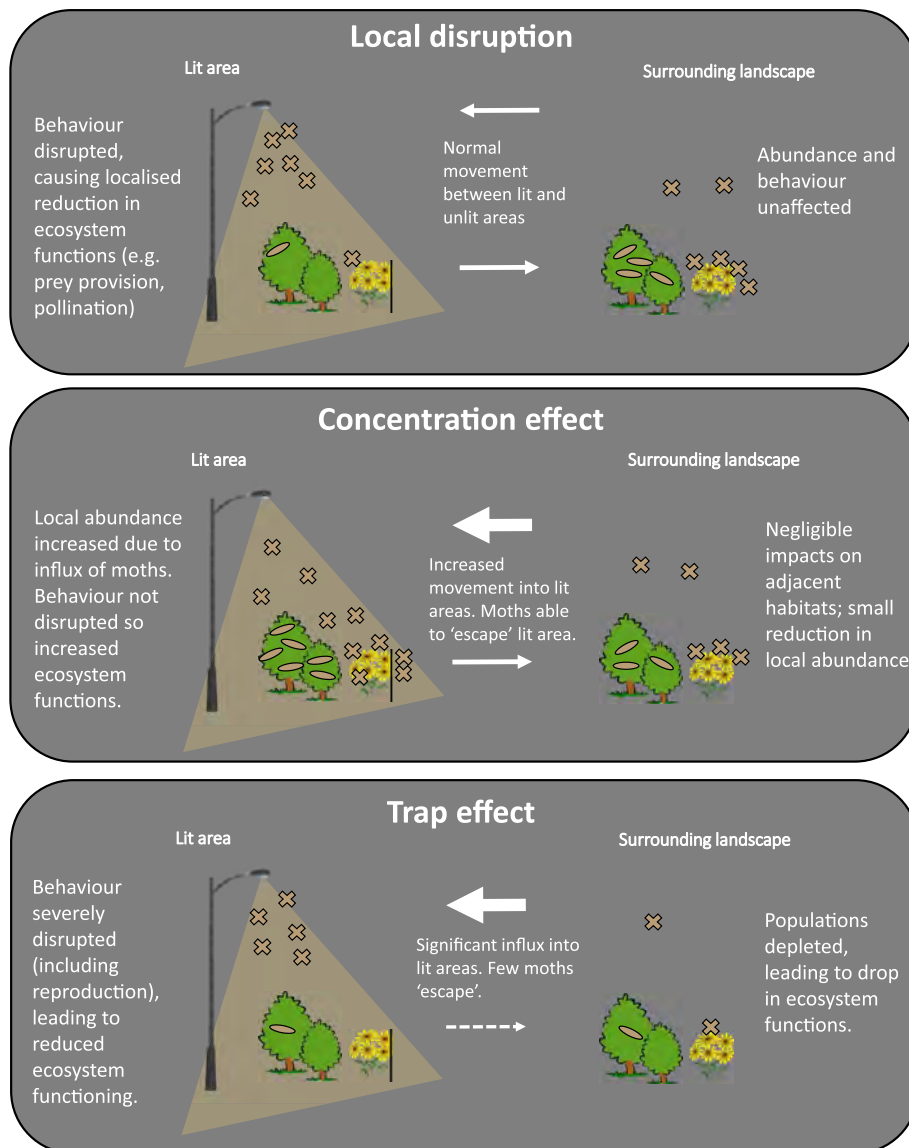 Local disruption
Lit area
Surrounding landscape
Behaviour
disrupted,
causing localised
reduction in
ecosystem
functions (e.g.
prey provision,
pollination)
Normal
movement
between lit and
unlit areas
Abundance and
behaviour
unaffected
Concentration effect
Lit area
Surrounding landscape
Local abundance
increased due to
influx of moths.
Behaviour not
disrupted so
increased
ecosystem
functions.
Increased
movement into lit
areas. Moths able
to ‘escape’ lit area.
Negligible
impacts on
adjacent
habitats; small
reduction in
local abundance
Trap effect
Lit area
Surrounding landscape
Behaviour
severely
disrupted
(including
reproduction),
leading to
reduced
ecosystem
functioning.
Significant influx into
lit areas. Few moths
‘escape’.
Populations
depleted,
leading to drop
in ecosystem
functions.